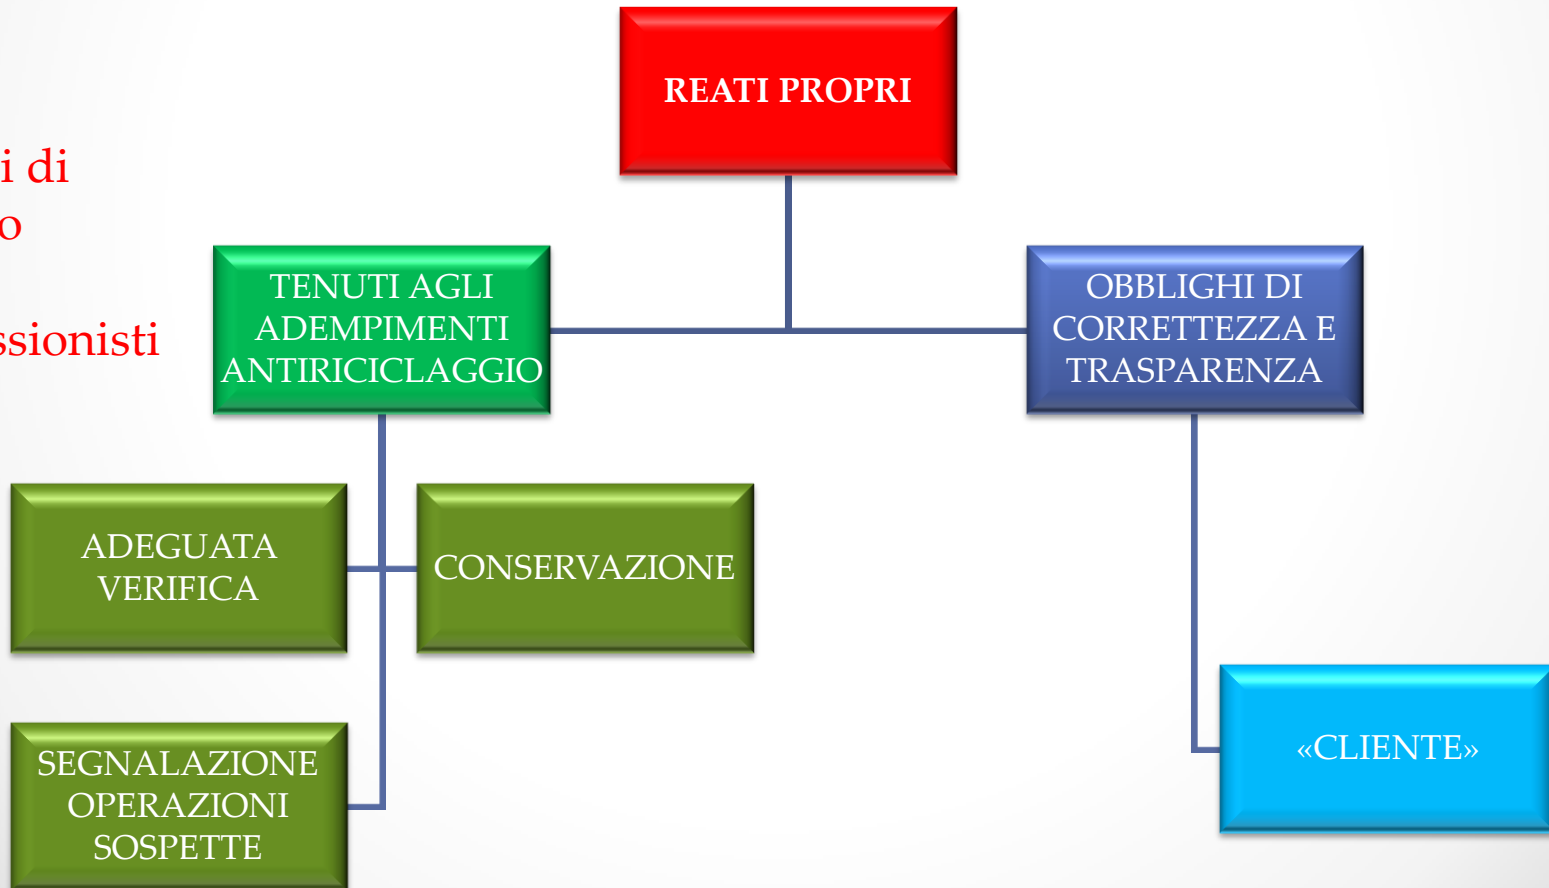 REATI PROPRI
i di
o
ssionisti
TENUTI AGLI
ADEMPIMENTI
ANTIRICICLAGGIO
OBBLIGHI DI
CORRETTEZZA E
TRASPARENZA
ADEGUATA
VERIFICA
CONSERVAZIONE
SEGNALAZIONE
OPERAZIONI
SOSPETTE
«CLIENTE»